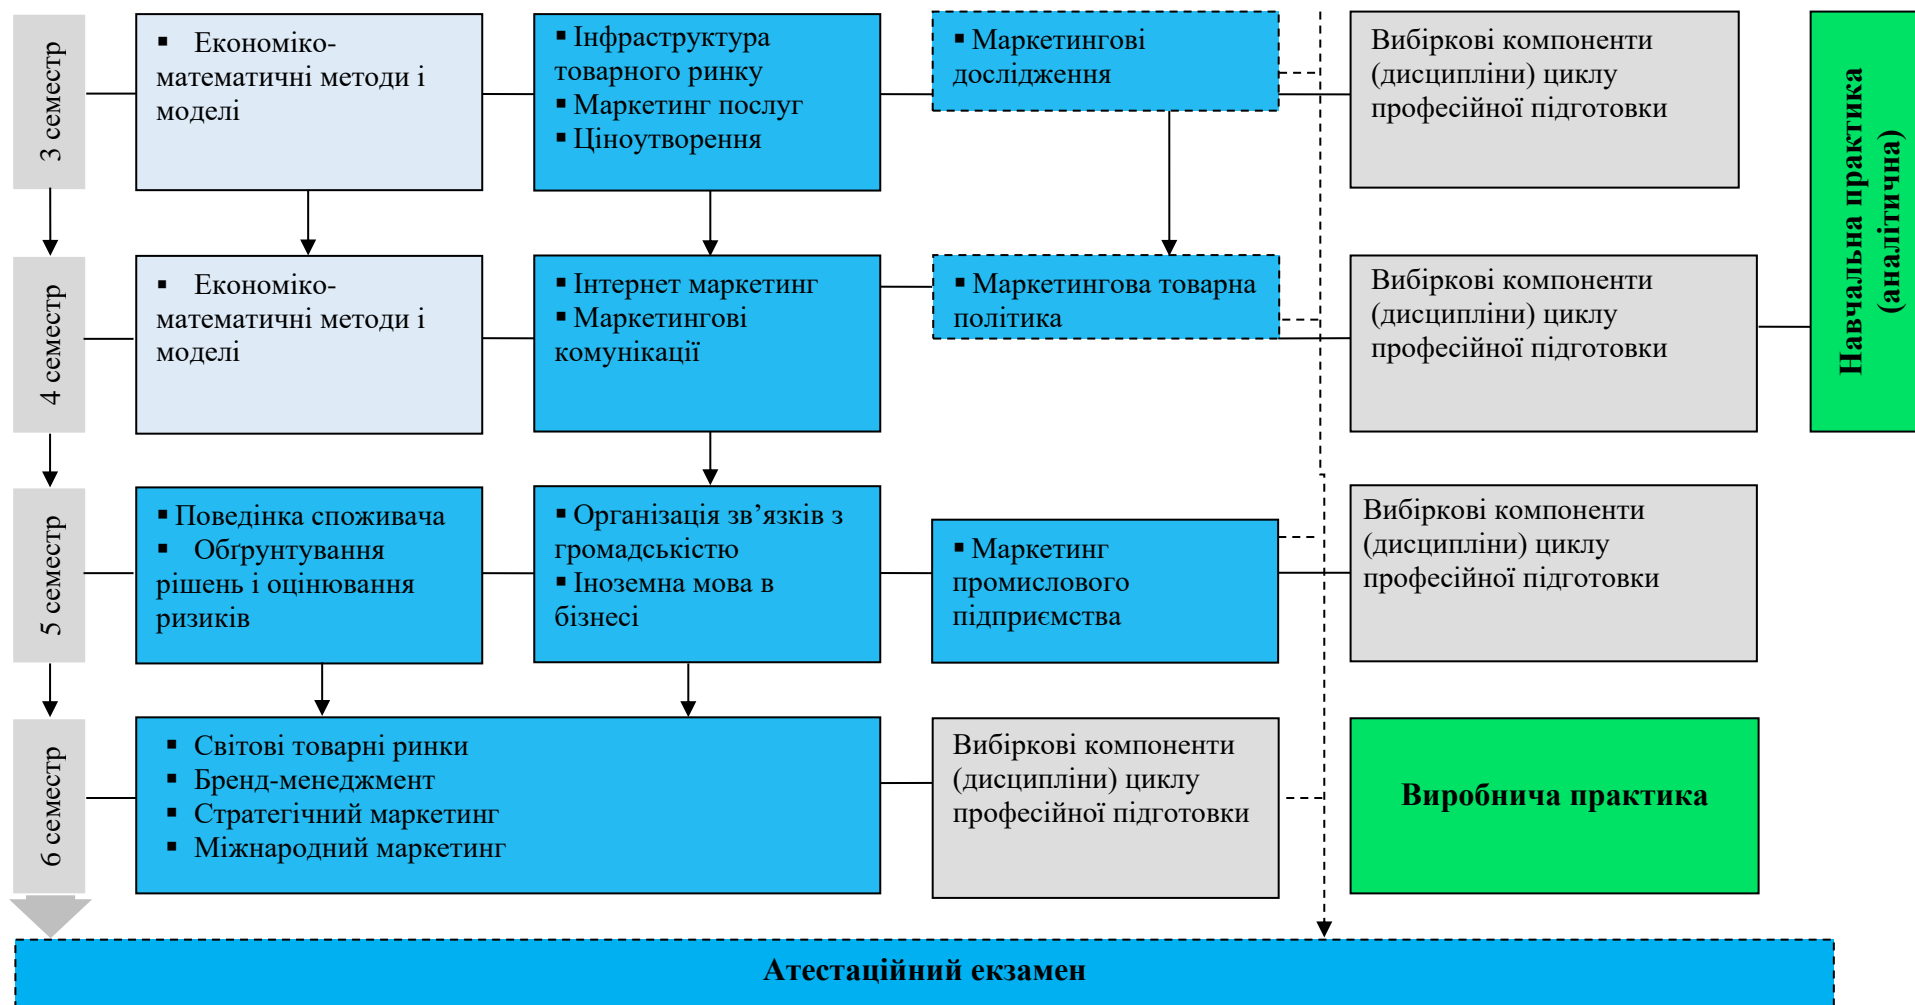 3 семестр
▪ Економіко-
математичні методи і
моделі
▪ Інфраструктура
товарного ринку
▪ Маркетинг послуг
▪ Ціноутворення
▪ Маркетингові
дослідження
Вибіркові компоненти
(дисципліни) циклу
професійної підготовки
Навчальна практика
(аналітична)
4 семестр
▪ Економіко-
математичні методи і
моделі
▪ Інтернет маркетинг
▪ Маркетингові
комунікації
▪ Маркетингова товарна
політика
Вибіркові компоненти
(дисципліни) циклу
професійної підготовки
5 семестр
▪ Поведінка споживача
▪ Обґрунтування
рішень і оцінювання
ризиків
▪ Організація зв’язків з
громадськістю
▪ Іноземна мова в
бізнесі
▪ Маркетинг
промислового
підприємства
Вибіркові компоненти
(дисципліни) циклу
професійної підготовки
6 семестр
▪ Світові товарні ринки
▪ Бренд-менеджмент
▪ Стратегічний маркетинг
▪ Міжнародний маркетинг
Вибіркові компоненти
(дисципліни) циклу
професійної підготовки
Виробнича практика
Атестаційний екзамен